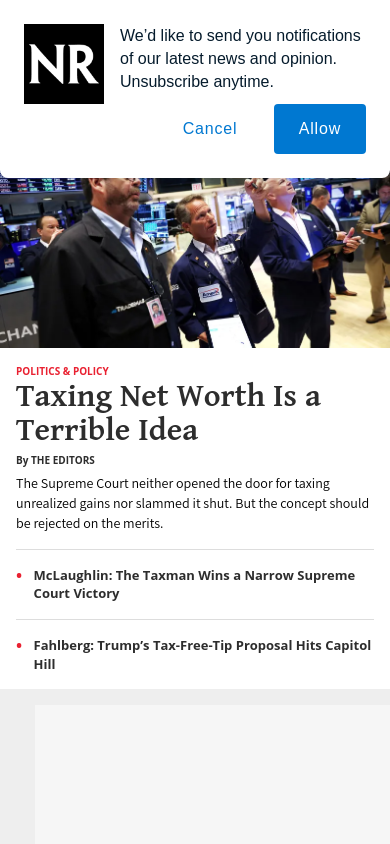 NR
We’d like to send you notifications
of our latest news and opinion.
Unsubscribe anytime.
Cancel
Allow
POLITICS & POLICY
Taxing Net Worth Is a
Terrible Idea
By THE EDITORS
The Supreme Court neither opened the door for taxing
unrealized gains nor slammed it shut. But the concept should
be rejected on the merits.
• McLaughlin: The Taxman Wins a Narrow Supreme
Court Victory
• Fahlberg: Trump’s Tax-Free-Tip Proposal Hits Capitol
Hill